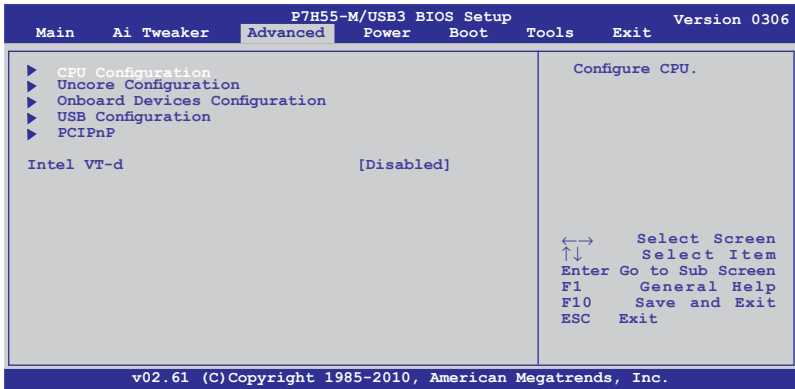 P7H55-M/USB3 BIOS Setup Version 0306
Main Ai Tweaker Advanced Power Boot Tools Exit
CPU Configuration
Uncore Configuration
Onboard Devices Configuration
USB Configuration
PCIPnP
Intel VT-d [Disabled]
Configure CPU.
←→ Select Screen
↑↓ Select Item
Enter Go to Sub Screen
F1 General Help
F10 Save and Exit
ESC Exit
v02.61 (C)Copyright 1985-2010, American Megatrends, Inc.